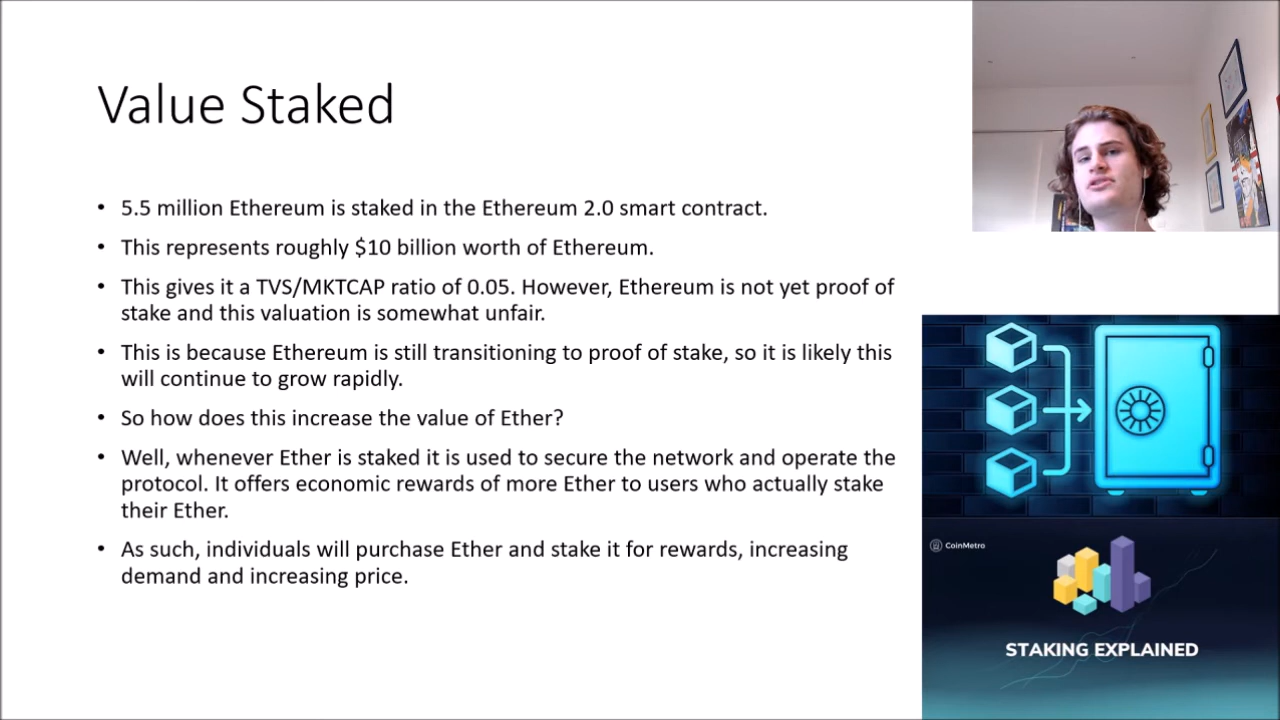 Value Staked
• 5.5 million Ethereum is staked in the Ethereum 2.0 smart contract.
• This represents roughly $10 billion worth of Ethereum.
• This gives it a TVS/MKTCAP ratio of 0.05. However, Ethereum is not yet proof of
stake and this valuation is somewhat unfair.
• This is because Ethereum is still transitioning to proof of stake, so it is likely this
will continue to grow rapidly.
• So how does this increase the value of Ether?
• Well, whenever Ether is staked it is used to secure the network and operate the
protocol. It offers economic rewards of more Ether to users who actually stake
their Ether.
• As such, individuals will purchase Ether and stake it for rewards, increasing
demand and increasing price.
CoinMetro
STAKING EXPLAINED